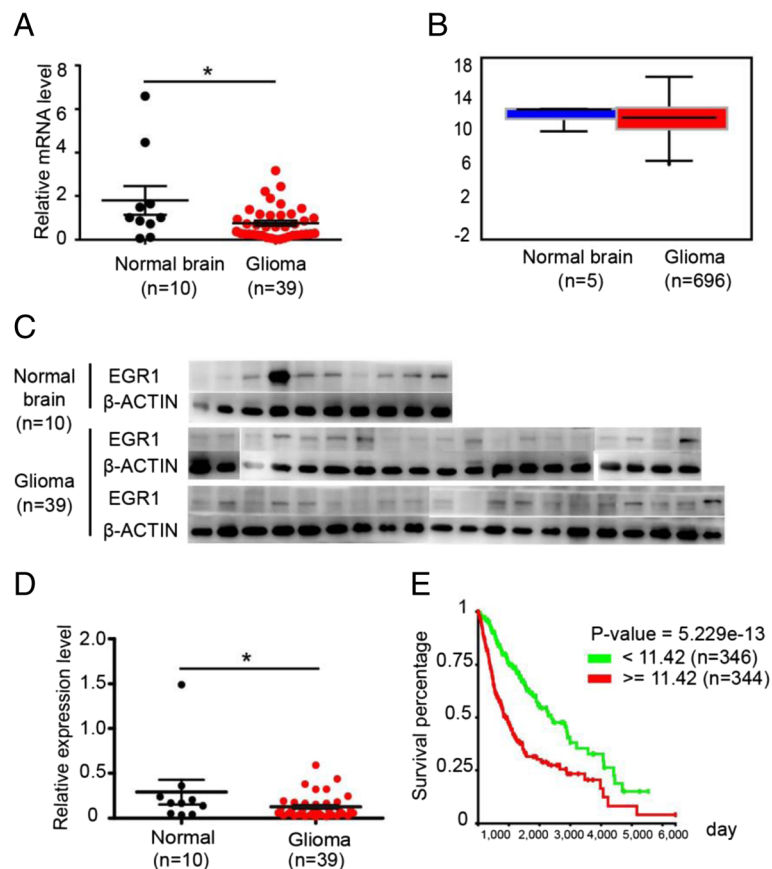 A
Relative mRNA level
8
6
4
2
0
*
Normal brain
(n=10)
Glioma
(n=39)
B
18
14
10
6
2
-2
Normal brain
(n=5)
Glioma
(n=696)
C
Normal
brain
(n=10)
EGR1
β-ACTIN
Glioma
(n=39)
EGR1
β-ACTIN
EGR1
β-ACTIN
D
Relative expression level
2.0
1.5
1.0
0.5
0.0
*
Normal
(n=10)
Glioma
(n=39)
E
Survival percentage
1
0.75
0.5
0.25
0
P-value = 5.229e-13
< 11.42 (n=346)
>= 11.42 (n=344)
1,000 2,000 3,000 4,000 5,000 6,000 day